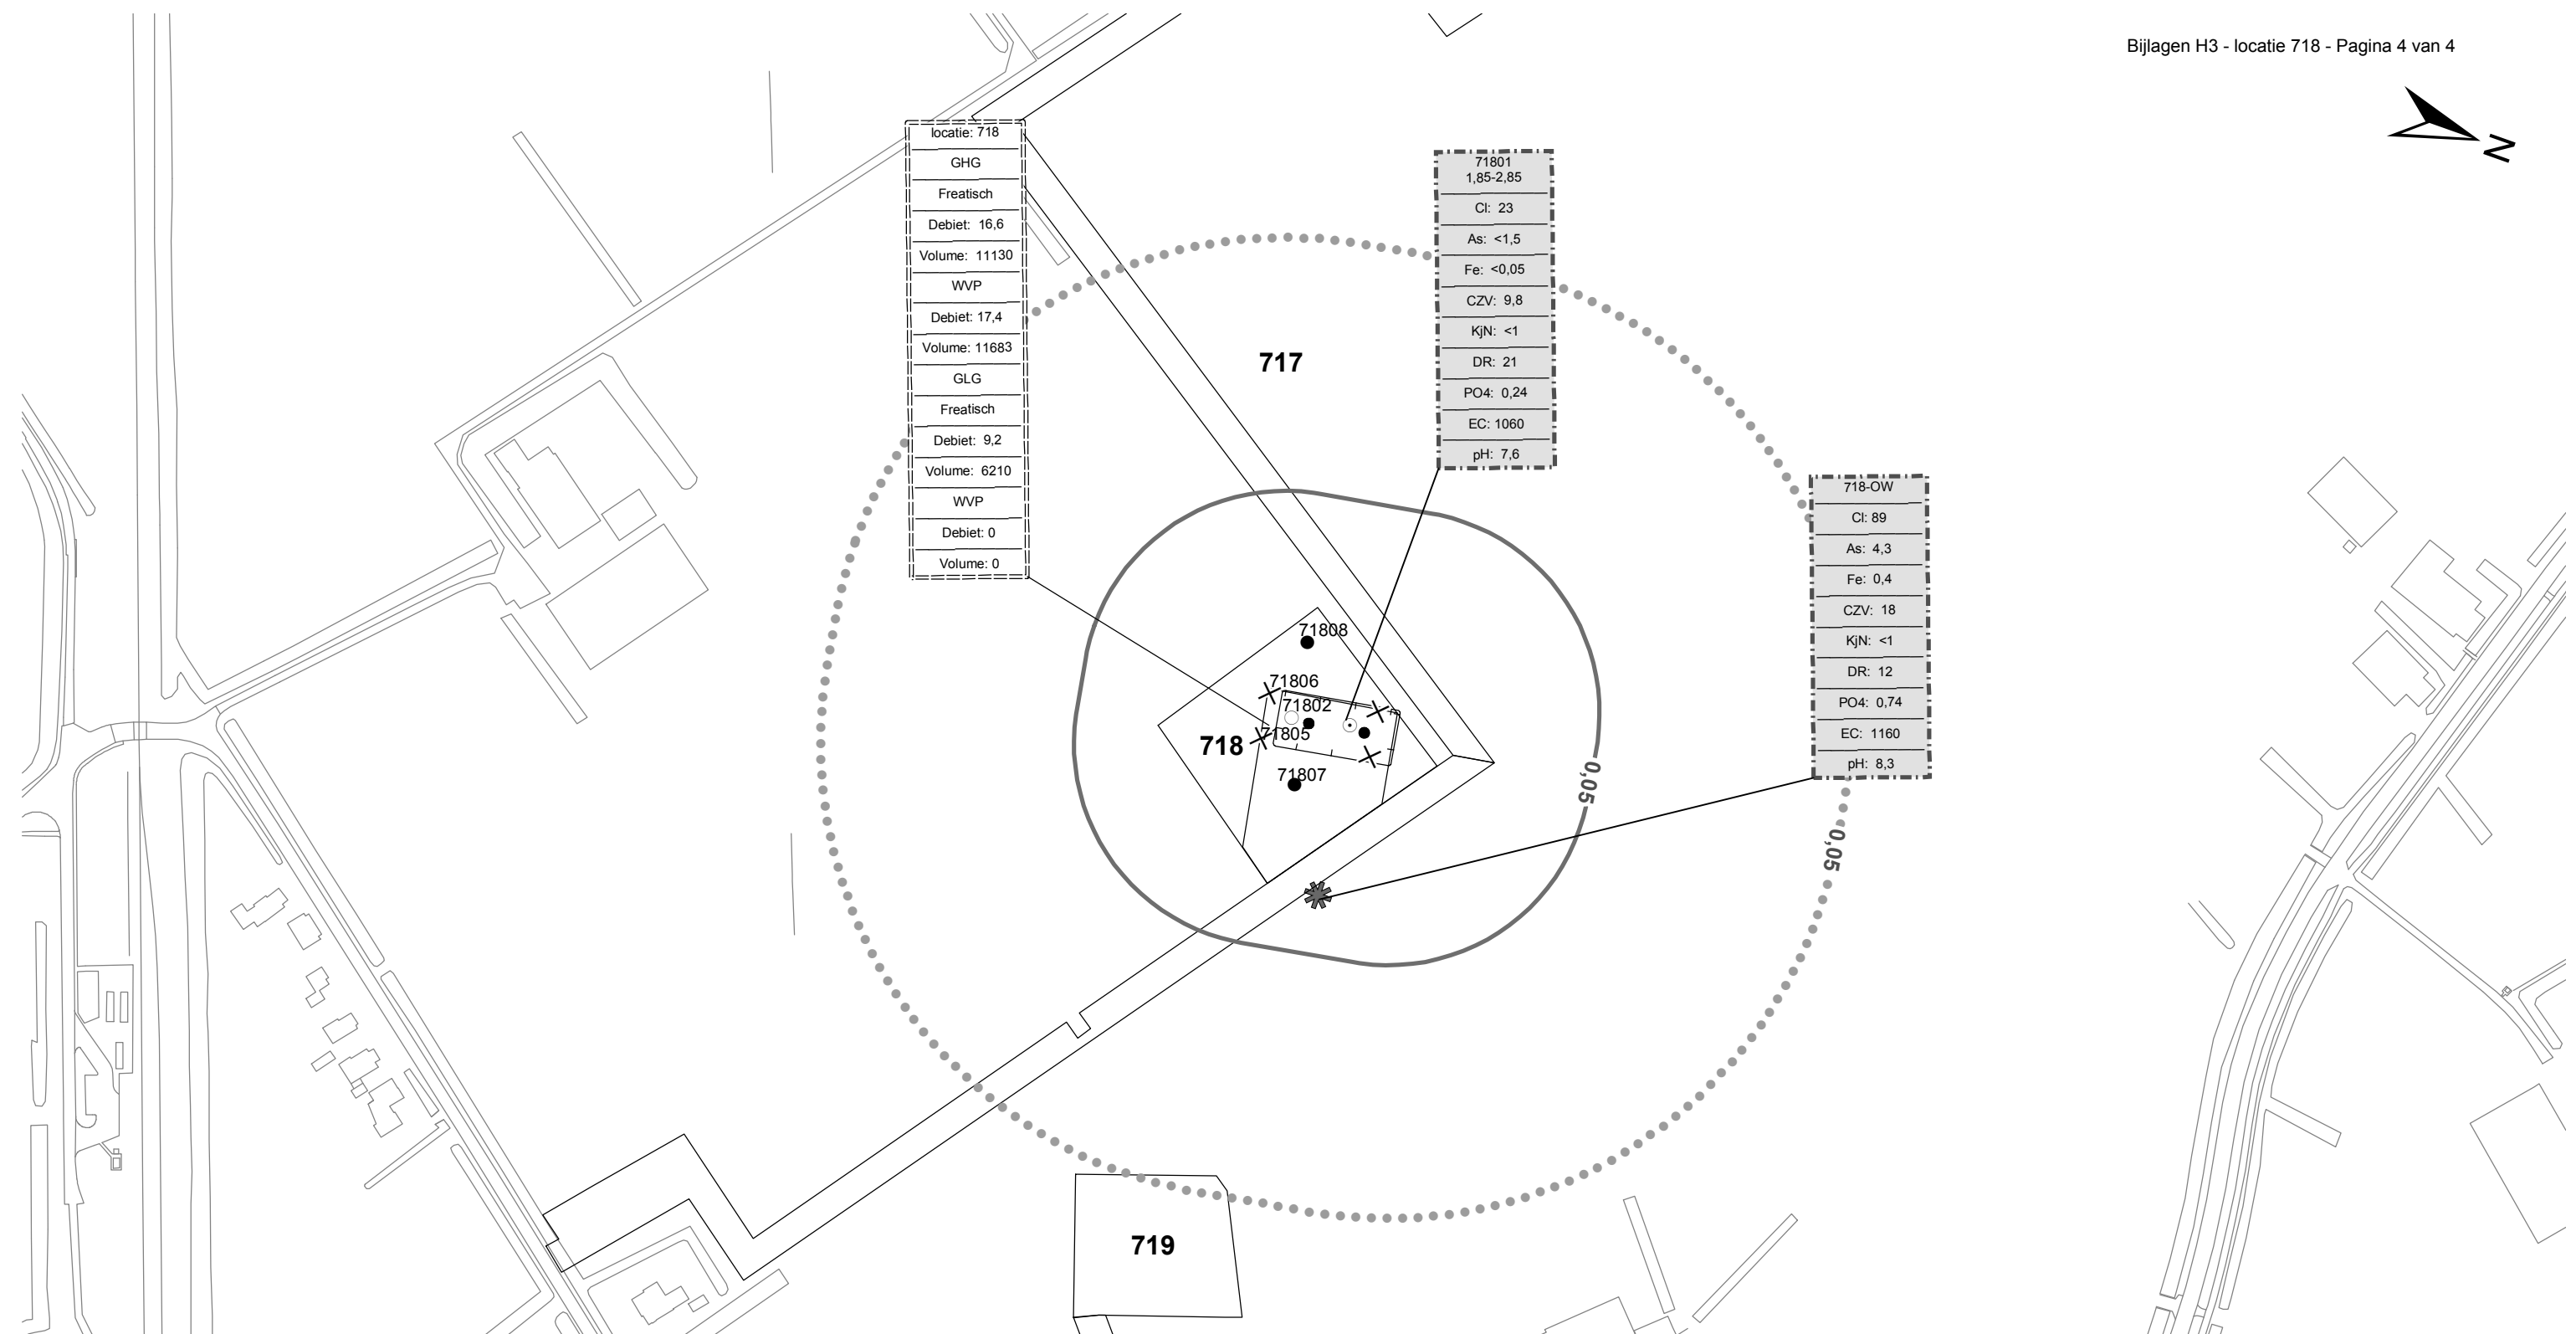 Bijlagen H3 - locatie 718 - Pagina 4 van 4
N
locatie: 718
GHG
Freatisch
Debiet: 16,6
Volume: 11130
WVP
Debiet: 17,4
Volume: 11683
GLG
Freatisch
Debiet: 9,2
Volume: 6210
WVP
Debiet: 0
Volume: 0
71801
1,85-2,85
Cl: 23
As: <1,5
Fe: <0,05
CZV: 9,8
KjN: <1
DR: 21
PO4: 0,24
EC: 1060
pH: 7,6
718-OW
Cl: 89
As: 4,3
Fe: 0,4
CZV: 18
KjN: <1
DR: 12
PO4: 0,74
EC: 1160
pH: 8,3
717
71808
71806
71802
71805
718
71807
0,05
0,05
719